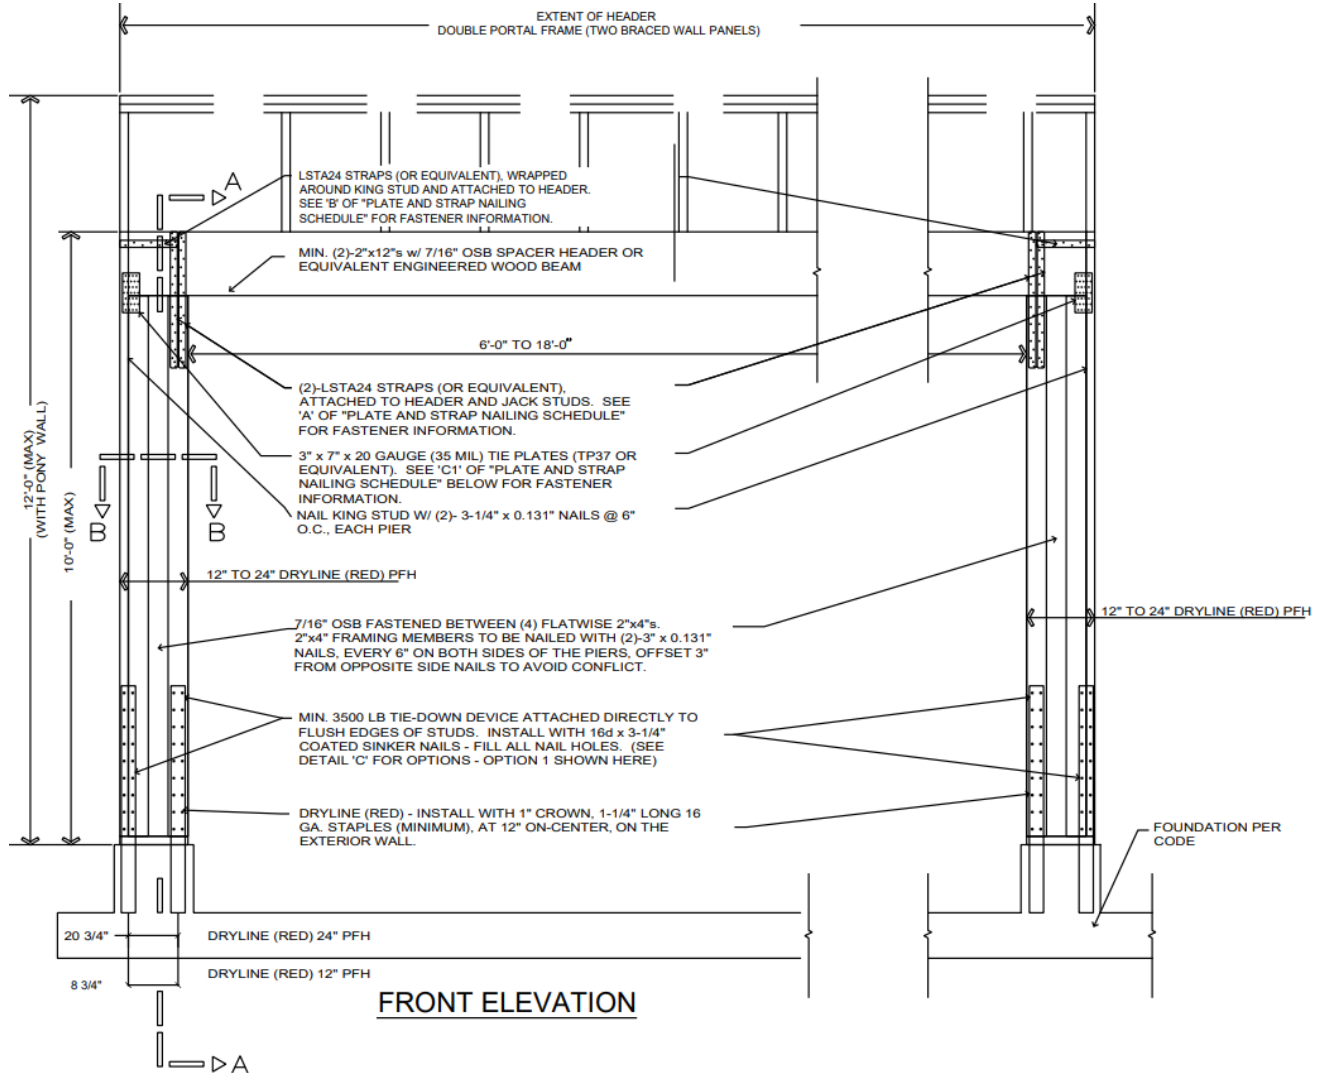 EXTENT OF HEADER
DOUBLE PORTAL FRAME (TWO BRACED WALL PANELS)
A
LSTA24 STRAPS (OR EQUIVALENT), WRAPPED
AROUND KING STUD AND ATTACHED TO HEADER.
SEE 'B' OF "PLATE AND STRAP NAILING
SCHEDULE" FOR FASTENER INFORMATION.
MIN. (2)-2"x12"s w/ 7/16" OSB SPACER HEADER OR
EQUIVALENT ENGINEERED WOOD BEAM
6'-0" TO 18'-0"
(2)-LSTA24 STRAPS (OR EQUIVALENT),
ATTACHED TO HEADER AND JACK STUDS. SEE
'A' OF "PLATE AND STRAP NAILING SCHEDULE"
FOR FASTENER INFORMATION.
12'-0" (MAX)
(WITH PONY WALL)
10'-0" (MAX)
3" x 7" x 20 GAUGE (35 MIL) TIE PLATES (TP37 OR
EQUIVALENT). SEE 'C1' OF "PLATE AND STRAP
NAILING SCHEDULE" BELOW FOR FASTENER
INFORMATION.
NAIL KING STUD W/ (2)- 3-1/4" x 0.131" NAILS @ 6"
O.C., EACH PIER
B
B
12" TO 24" DRYLINE (RED) PFH
12" TO 24" DRYLINE (RED) PFH
7/16" OSB FASTENED BETWEEN (4) FLATWISE 2"x4"s.
2"x4" FRAMING MEMBERS TO BE NAILED WITH (2)-3" x 0.131"
NAILS, EVERY 6" ON BOTH SIDES OF THE PIERS, OFFSET 3"
FROM OPPOSITE SIDE NAILS TO AVOID CONFLICT.
MIN. 3500 LB TIE-DOWN DEVICE ATTACHED DIRECTLY TO
FLUSH EDGES OF STUDS. INSTALL WITH 16d x 3-1/4"
COATED SINKER NAILS - FILL ALL NAIL HOLES. (SEE
DETAIL 'C' FOR OPTIONS - OPTION 1 SHOWN HERE)
DRYLINE (RED) - INSTALL WITH 1" CROWN, 1-1/4" LONG 16
GA. STAPLES (MINIMUM), AT 12" ON-CENTER, ON THE
EXTERIOR WALL.
FOUNDATION PER
CODE
20 3/4"
DRYLINE (RED) 24" PFH
8 3/4"
DRYLINE (RED) 12" PFH
FRONT ELEVATION
A